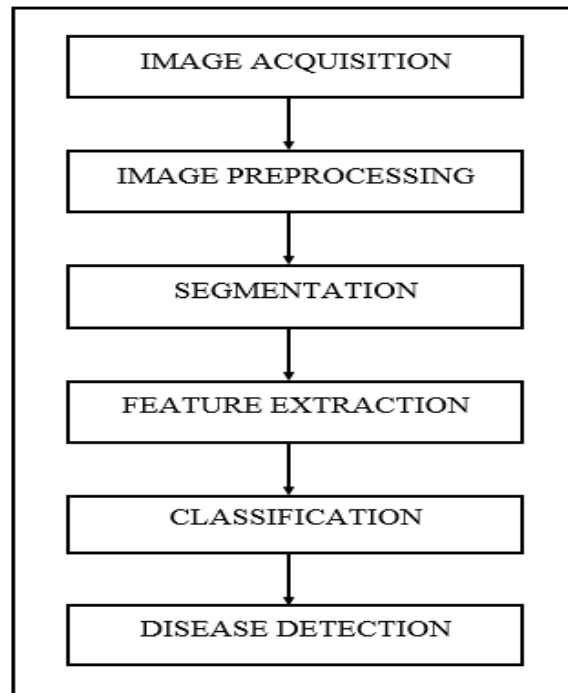 IMAGE ACQUISITION
IMAGE PREPROCESSING
SEGMENTATION
FEATURE EXTRACTION
CLASSIFICATION
DISEASE DETECTION